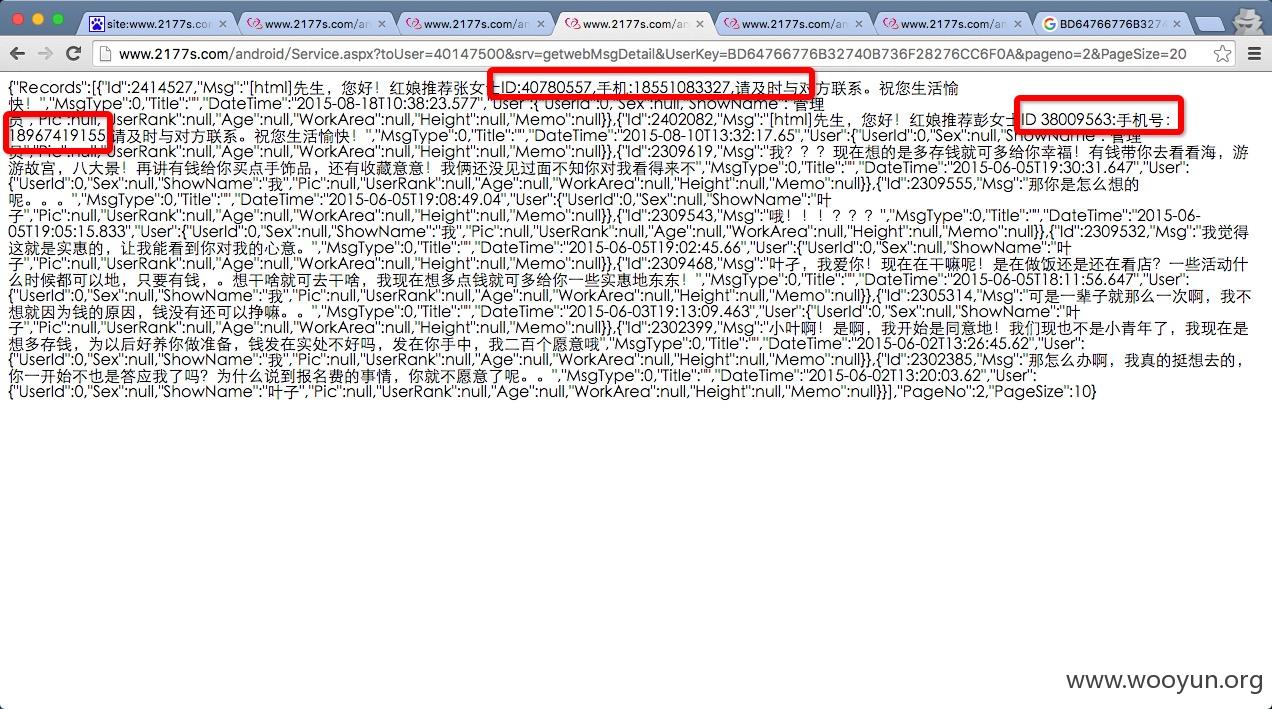 site:www.2177s.co
www.2177s.com/an
www.2177s.com/an
www.2177s.com/an
www.2177s.com/an
www.2177s.com/an
BD64766776B3274
www.2177s.com/android/Service.aspx?toUser=40147500&srv=getwebMsgDetail&UserKey=BD64766776B32740B736F28276CC6F0A&pageno=2&PageSize=20
{"Records":[{"Id":2414527,"Msg":"[html]先生，您好！红娘推荐张女士ID:40780557,手机:18551083327,请及时与对方联系。祝您生活愉
快！","MsgType":0,"Title":"","DateTime":"2015-08-18T10:38:23.577","User":{"UserId":0,"Sex":null,"ShowName":"管理
员","Pic":null,"UserRank":null,"Age":null,"WorkArea":null,"Height":null,"Memo":null}},{"Id":2402082,"Msg":"[html]先生，您好！红娘推荐彭女士ID 38009563:手机号：
18967419155,请及时与对方联系。祝您生活愉快！","MsgType":0,"Title":"","DateTime":"2015-08-10T13:32:17.65","User":{"UserId":0,"Sex":null,"ShowName":"管理
员","Pic":null,"UserRank":null,"Age":null,"WorkArea":null,"Height":null,"Memo":null}},{"Id":2309619,"Msg":"我？？？现在想的是多存钱就可多给你幸福！有钱带你去看看海，游
游故宫，八大景！再讲有钱给你买点手饰品，还有收藏意意！我俩还没见过面不知你对我看得来不","MsgType":0,"Title":"","DateTime":"2015-06-05T19:30:31.647","User":
{"UserId":0,"Sex":null,"ShowName":"我","Pic":null,"UserRank":null,"Age":null,"WorkArea":null,"Height":null,"Memo":null}},{"Id":2309555,"Msg":"那你是怎么想的
呢。。。","MsgType":0,"Title":"","DateTime":"2015-06-05T19:08:49.04","User":{"UserId":0,"Sex":null,"ShowName":"叶
子","Pic":null,"UserRank":null,"Age":null,"WorkArea":null,"Height":null,"Memo":null}},{"Id":2309543,"Msg":"哦！！！？？？","MsgType":0,"Title":"","DateTime":"2015-06-
05T19:05:15.833","User":{"UserId":0,"Sex":null,"ShowName":"我","Pic":null,"UserRank":null,"Age":null,"WorkArea":null,"Height":null,"Memo":null}},{"Id":2309532,"Msg":"我觉得
这就是实惠的，让我能看到你对我的心意。","MsgType":0,"Title":"","DateTime":"2015-06-05T19:02:45.66","User":{"UserId":0,"Sex":null,"ShowName":"叶
子","Pic":null,"UserRank":null,"Age":null,"WorkArea":null,"Height":null,"Memo":null}},{"Id":2309468,"Msg":"叶孑，我爱你！现在在干嘛呢！是在做饭还是还在看店？一些活动什
么时候都可以地，只要有钱，。想干啥就可去干啥，我现在想多点钱就可多给你一些实惠地东东！","MsgType":0,"Title":"","DateTime":"2015-06-05T18:11:56.647","User":
{"UserId":0,"Sex":null,"ShowName":"我","Pic":null,"UserRank":null,"Age":null,"WorkArea":null,"Height":null,"Memo":null}},{"Id":2305314,"Msg":"可是一辈子就那么一次啊，我不
想就因为钱的原因，钱没有还可以挣嘛。。","MsgType":0,"Title":"","DateTime":"2015-06-03T19:13:09.463","User":{"UserId":0,"Sex":null,"ShowName":"叶
子","Pic":null,"UserRank":null,"Age":null,"WorkArea":null,"Height":null,"Memo":null}},{"Id":2302399,"Msg":"小叶啊！是啊，我开始是同意地！我们现也不是小青年了，我现在是
想多存钱，为以后好养你做准备，钱发在实处不好吗，发在你手中，我二百个愿意哦","MsgType":0,"Title":"","DateTime":"2015-06-02T13:26:45.62","User":
{"UserId":0,"Sex":null,"ShowName":"我","Pic":null,"UserRank":null,"Age":null,"WorkArea":null,"Height":null,"Memo":null}},{"Id":2302385,"Msg":"那怎么办啊，我真的挺想去的，
你一开始不也是答应我了吗？为什么说到报名费的事情，你就不愿意了呢。。","MsgType":0,"Title":"","DateTime":"2015-06-02T13:20:03.62","User":
{"UserId":0,"Sex":null,"ShowName":"叶子","Pic":null,"UserRank":null,"Age":null,"WorkArea":null,"Height":null,"Memo":null}}],"PageNo":2,"PageSize":10}
www.wooyun.org